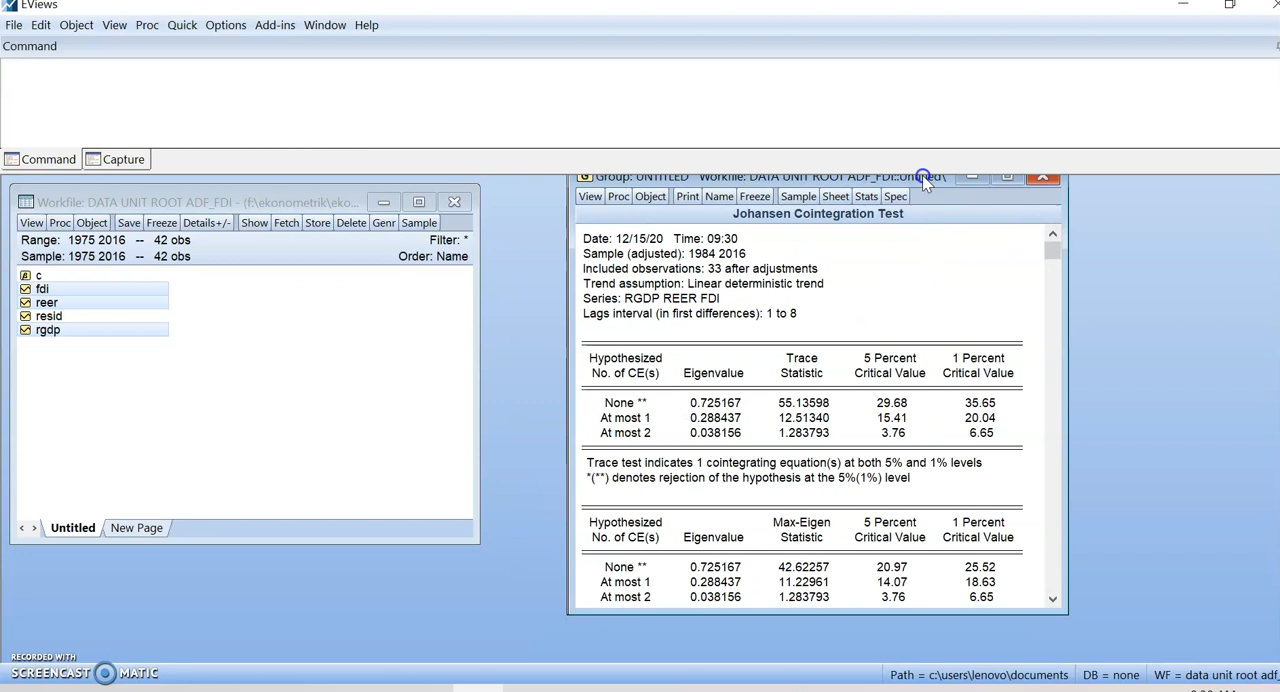 EViews
File Edit Object View Proc Quick Options Add-ins Window Help
Command
Command Capture
Workfile: DATA UNIT ROOT ADF_FDI - (f:\ekonometrik\eko...
View Proc Object Save Freeze Details+/- Show Fetch Store Delete Genr Sample
Range: 1975 2016 -- 42 obs Filter: *
Sample: 1975 2016 -- 42 obs Order: Name
c
fdi
reer
resid
rgdp
Untitled New Page
Group: UNTITLED Workfile: DATA UNIT ROOT ADF_FDI::Untitled\
View Proc Object Print Name Freeze Sample Sheet Stats Spec
Johansen Cointegration Test
Date: 12/15/20 Time: 09:30
Sample (adjusted): 1984 2016
Included observations: 33 after adjustments
Trend assumption: Linear deterministic trend
Series: RGDP REER FDI
Lags interval (in first differences): 1 to 8
Hypothesized Trace 5 Percent 1 Percent
No. of CE(s) Eigenvalue Statistic Critical Value Critical Value
None ** 0.725167 55.13598 29.68 35.65
At most 1 0.288437 12.51340 15.41 20.04
At most 2 0.038156 1.283793 3.76 6.65
Trace test indicates 1 cointegrating equation(s) at both 5% and 1% levels
*(**) denotes rejection of the hypothesis at the 5%(1%) level
Hypothesized Max-Eigen 5 Percent 1 Percent
No. of CE(s) Eigenvalue Statistic Critical Value Critical Value
None ** 0.725167 42.62257 20.97 25.52
At most 1 0.288437 11.22961 14.07 18.63
At most 2 0.038156 1.283793 3.76 6.65
RECORDED WITH
SCREENCAST MATIC
Path = c:\users\lenovo\documents DB = none WF = data unit root adf_